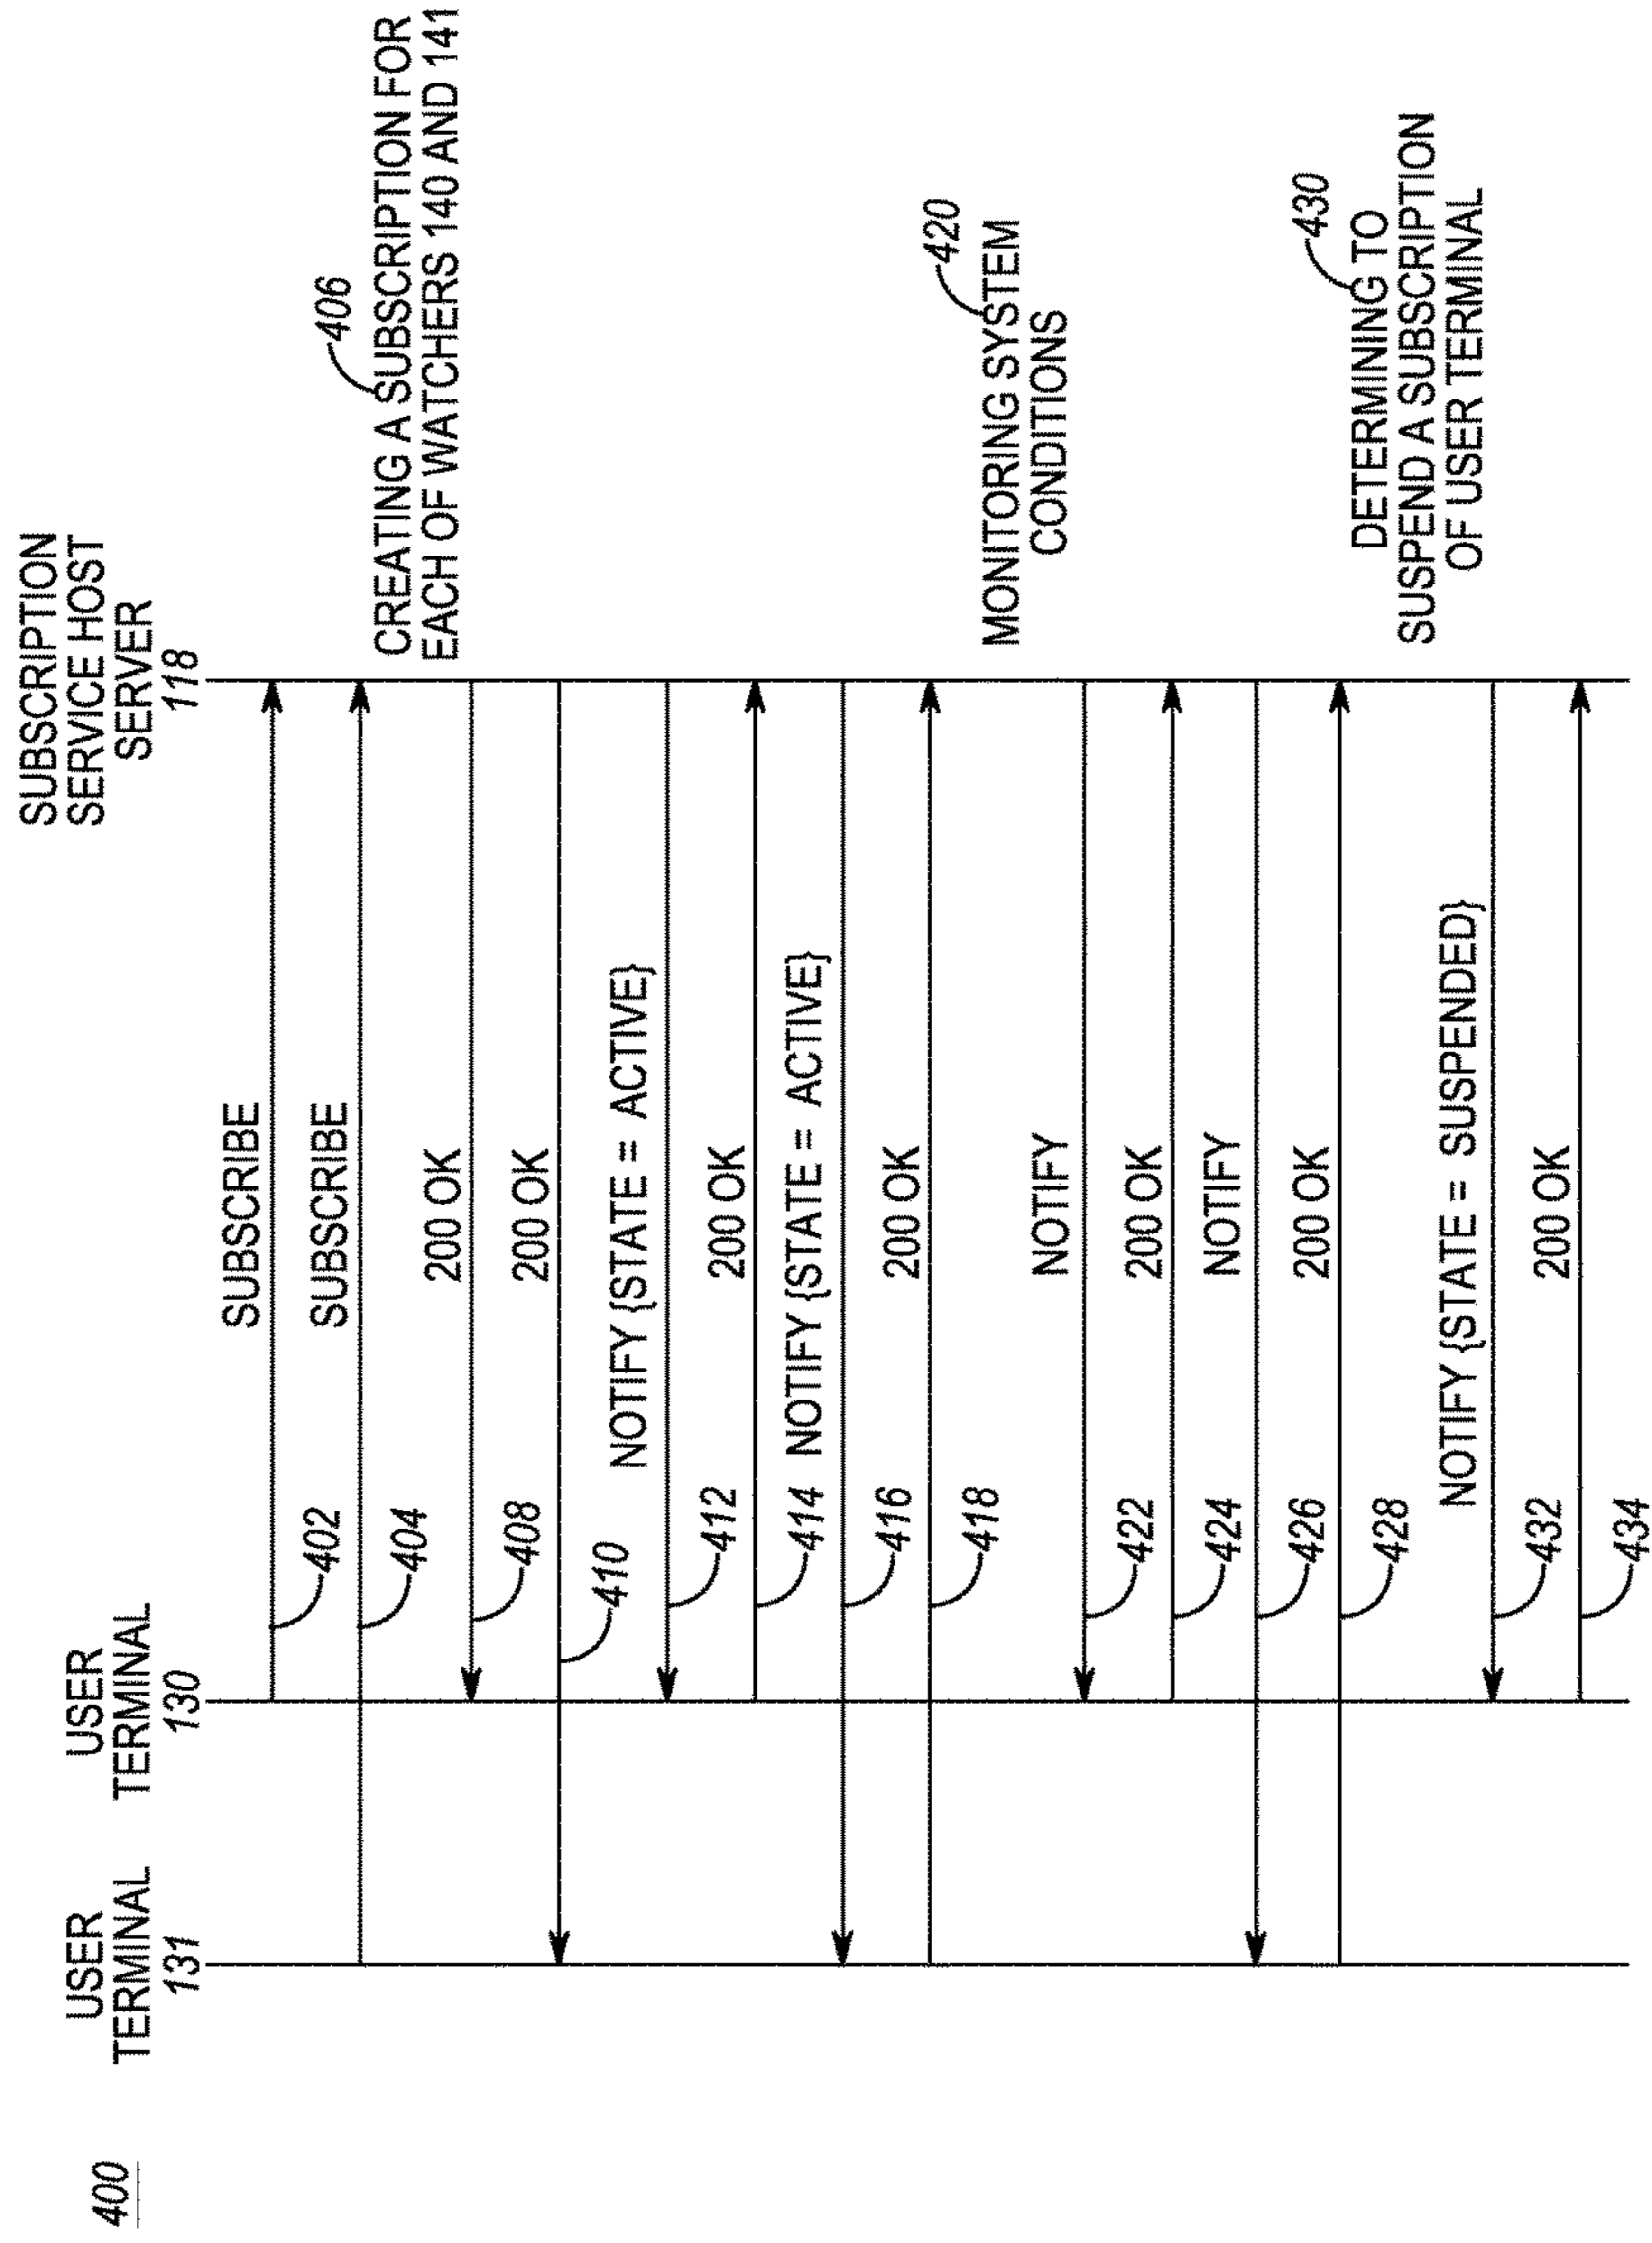 400
USER
TERMINAL
131
USER
TERMINAL
130
SUBSCRIPTION
SERVICE HOST
SERVER
118
SUBSCRIBE
402
SUBSCRIBE
404
406
CREATING A SUBSCRIPTION FOR
EACH OF WATCHERS 140 AND 141
200 OK
408
200 OK
410
NOTIFY {STATE = ACTIVE}
412
200 OK
414
NOTIFY {STATE = ACTIVE}
416
200 OK
418
420
MONITORING SYSTEM
CONDITIONS
NOTIFY
422
200 OK
424
NOTIFY
426
200 OK
428
430
DETERMINING TO
SUSPEND A SUBSCRIPTION
OF USER TERMINAL
NOTIFY {STATE = SUSPENDED}
432
200 OK
434